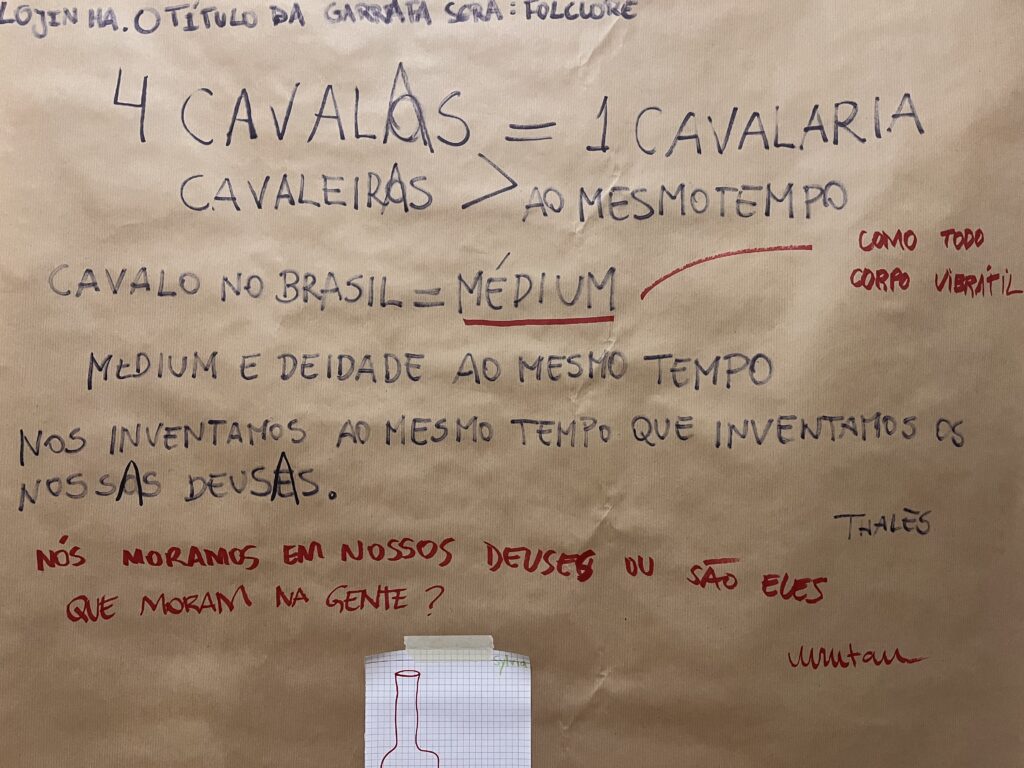 LOJINHA. O TÍTULO DA GARRAFA SERÁ: FOLCLORE
4 CAVALAS = 1 CAVALARIA
CAVALEIRAS > AO MESMO TEMPO
COMO TODO
CORPO VIBRÁTIL
CAVALO NO BRASIL = MÉDIUM
MEDIUM E DEIDADE AO MESMO TEMPO
NOS INVENTAMOS AO MESMO TEMPO QUE INVENTAMOS OS
NOSSAS DEUSAS.
THALES
NÓS MORAMOS EM NOSSOS DEUSES OU SÃO ELES
QUE MORAM NA GENTE?
Sylvia